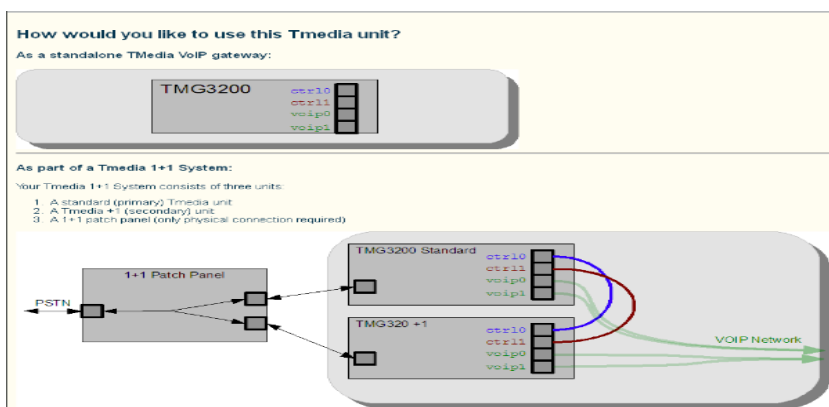 How would you like to use this Tmedia unit?
As a standalone TMedia VoIP gateway:
TMG3200
ctrl0
ctrl1
voip0
voip1
As part of a Tmedia 1+1 System:
Your Tmedia 1+1 System consists of three units:
1. A standard (primary) Tmedia unit
2. A Tmedia +1 (secondary) unit
3. A 1+1 patch panel (only physical connection required)
TMG3200 Standard
ctrl0
ctrl1
voip0
voip1
1+1 Patch Panel
PSTN
TMG320 +1
ctrl0
ctrl1
voip0
voip1
VOIP Network